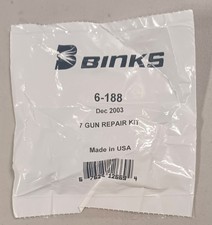 BINKS
6-188
Dec 2003
7 GUN REPAIR KIT
Made in USA